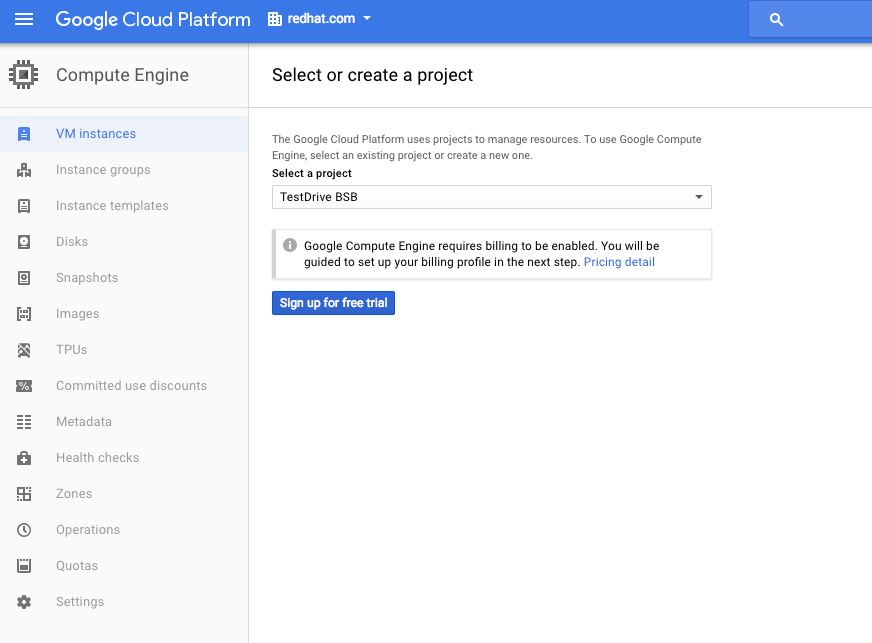 Google Cloud Platform redhat.com
Compute Engine
Select or create a project
VM instances
Instance groups
Instance templates
Disks
Snapshots
Images
TPUs
Committed use discounts
Metadata
Health checks
Zones
Operations
Quotas
Settings
The Google Cloud Platform uses projects to manage resources. To use Google Compute
Engine, select an existing project or create a new one.
Select a project
TestDrive BSB
Google Compute Engine requires billing to be enabled. You will be
guided to set up your billing profile in the next step. Pricing detail
Sign up for free trial